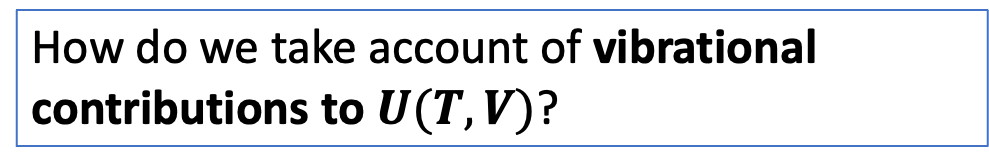 How do we take account of vibrational
contributions to U(T, V)?